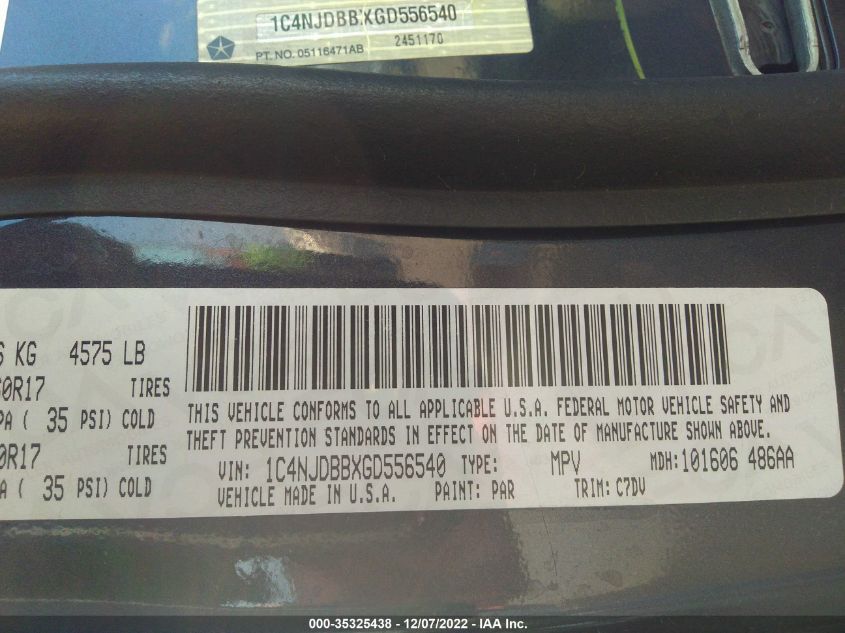 1C4NJDBBXGD556540
PT. NO. 05116471AB 2451170
KG 4575 LB
0R17 TIRES
PA ( 35 PSI) COLD
0R17 TIRES
A ( 35 PSI) COLD
THIS VEHICLE CONFORMS TO ALL APPLICABLE U.S.A. FEDERAL MOTOR VEHICLE SAFETY AND
THEFT PREVENTION STANDARDS IN EFFECT ON THE DATE OF MANUFACTURE SHOWN ABOVE.
VIN: 1C4NJDBBXGD556540 TYPE: MPV MDH: 101606 486AA
VEHICLE MADE IN U.S.A. PAINT: PAR TRIM: C7DV
000-35325438 - 12/07/2022 - IAA Inc.